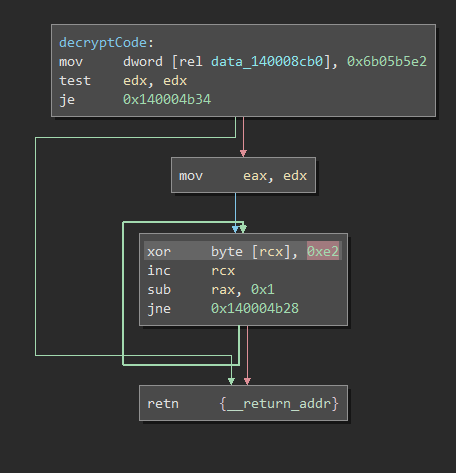 decryptCode:
mov dword [rel data_140008cb0], 0x6b05b5e2
test edx, edx
je 0x140004b34
mov eax, edx
xor byte [rcx], 0xe2
inc rcx
sub rax, 0x1
jne 0x140004b28
retn {__return_addr}